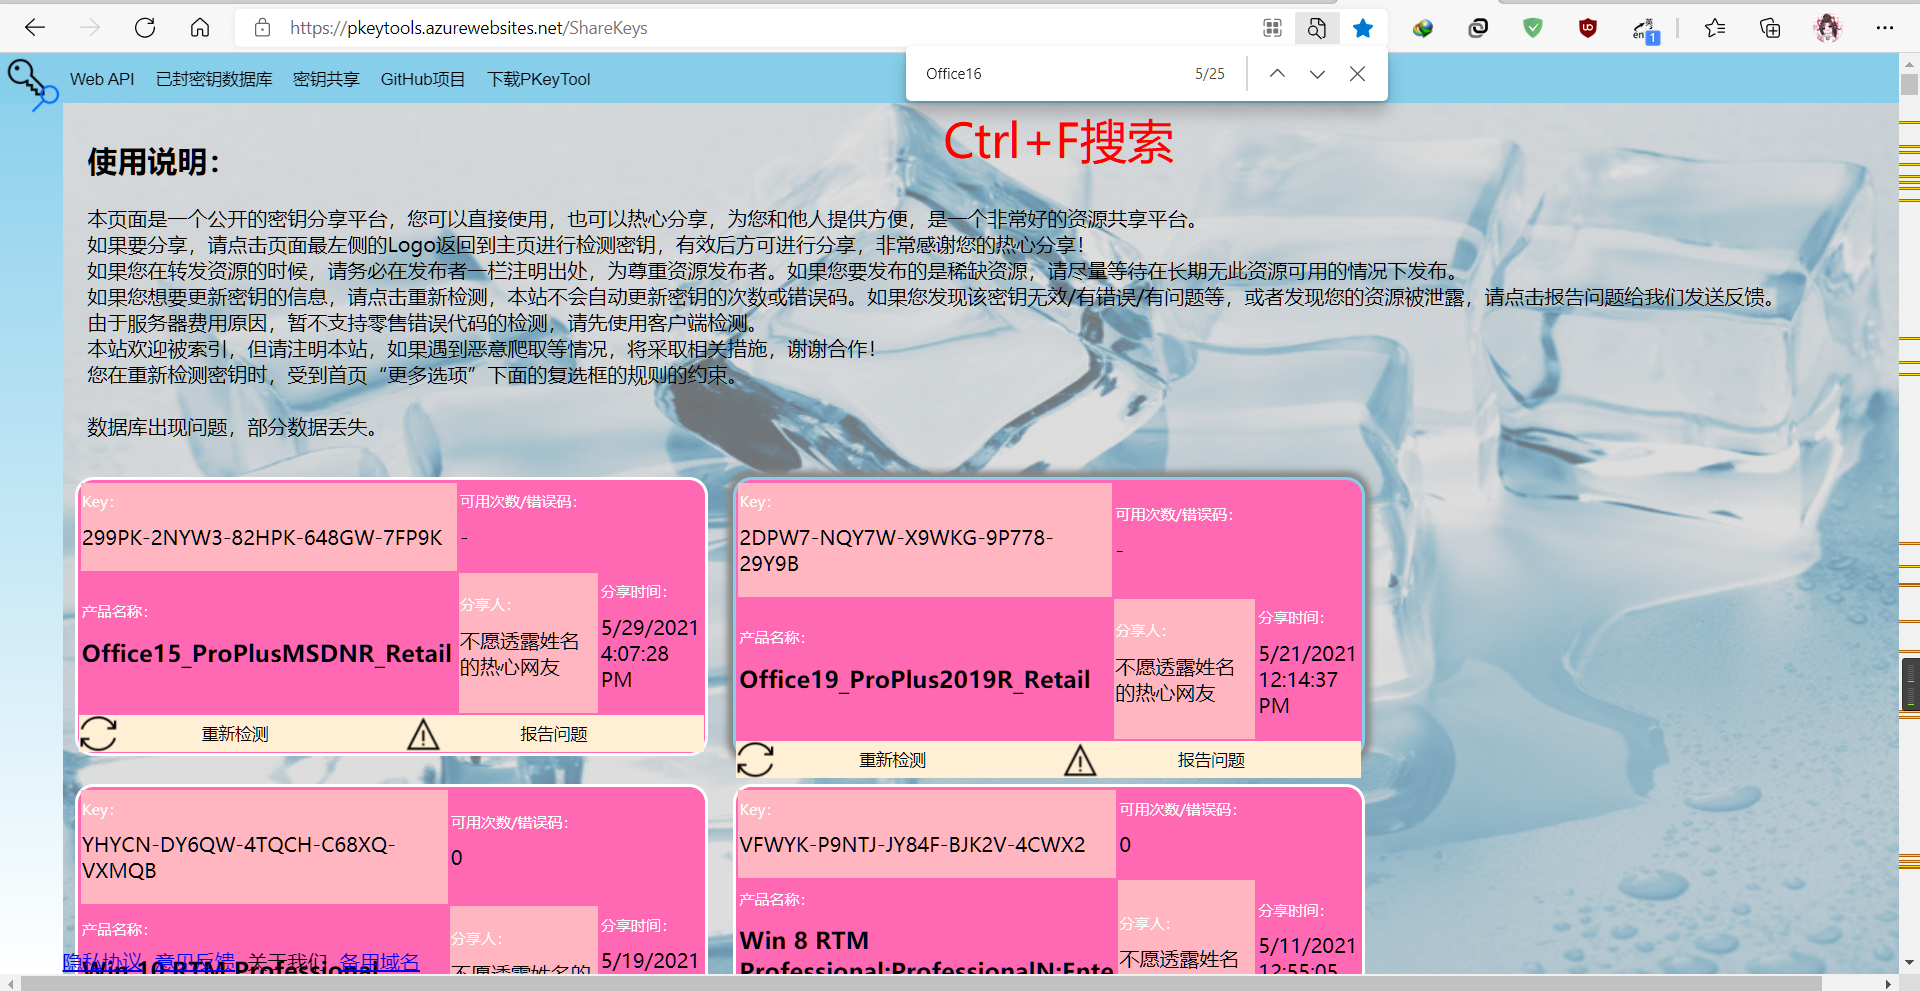 https://pkeytools.azurewebsites.net/ShareKeys
英
en
1
Office16
5/25
Web API 已封密钥数据库 密钥共享 GitHub项目 下载PKeyTool
Ctrl+F搜索
使用说明：
本页面是一个公开的密钥分享平台，您可以直接使用，也可以热心分享，为您和他人提供方便，是一个非常好的资源共享平台。
如果要分享，请点击页面最左侧的Logo返回到主页进行检测密钥，有效后方可进行分享，非常感谢您的热心分享！
如果您在转发资源的时候，请务必在发布者一栏注明出处，为尊重资源发布者。如果您要发布的是稀缺资源，请尽量等待在长期无此资源可用的情况下发布。
如果您想要更新密钥的信息，请点击重新检测，本站不会自动更新密钥的次数或错误码。如果您发现该密钥无效/有错误/有问题等，或者发现您的资源被泄露，请点击报告问题给我们发送反馈。
由于服务器费用原因，暂不支持零售错误代码的检测，请先使用客户端检测。
本站欢迎被索引，但请注明本站，如果遇到恶意爬取等情况，将采取相关措施，谢谢合作！
您在重新检测密钥时，受到首页“更多选项”下面的复选框的规则的约束。
数据库出现问题，部分数据丢失。
Key：
299PK-2NYW3-82HPK-648GW-7FP9K
可用次数/错误码：
-
产品名称：
Office15_ProPlusMSDNR_Retail
分享人：
不愿透露姓名
的热心网友
分享时间：
5/29/2021
4:07:28
PM
重新检测
报告问题
Key：
2DPW7-NQY7W-X9WKG-9P778-
29Y9B
可用次数/错误码：
-
产品名称：
Office19_ProPlus2019R_Retail
分享人：
不愿透露姓名
的热心网友
分享时间：
5/21/2021
12:14:37
PM
重新检测
报告问题
Key：
YHYCN-DY6QW-4TQCH-C68XQ-
VXMQB
可用次数/错误码：
0
产品名称：
Win 10 RTM Professional
分享人：
不愿透露姓名的
分享时间：
5/19/2021
Key：
VFWYK-P9NTJ-JY84F-BJK2V-4CWX2
可用次数/错误码：
0
产品名称：
Win 8 RTM
Professional;ProfessionalN;Ente
分享人：
不愿透露姓名
分享时间：
5/11/2021
12:55:05
隐私协议 意见反馈 关于我们 备用域名